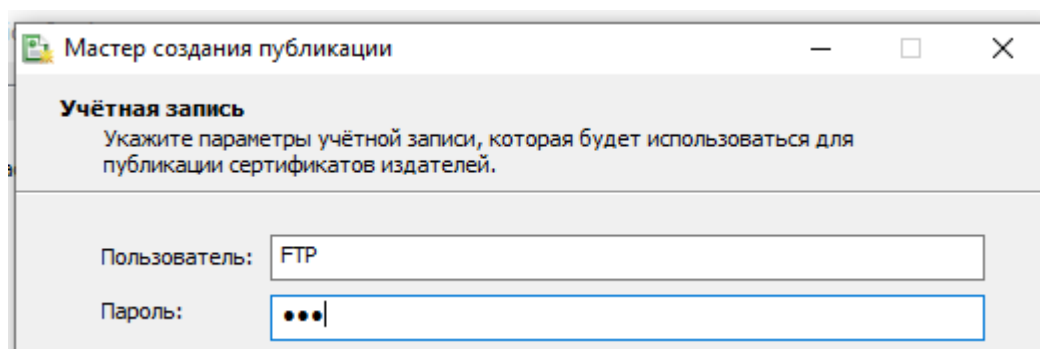 Мастер создания публикации
Учётная запись
Укажите параметры учётной записи, которая будет использоваться для
публикации сертификатов издателей.
Пользователь: FTP
Пароль: •••